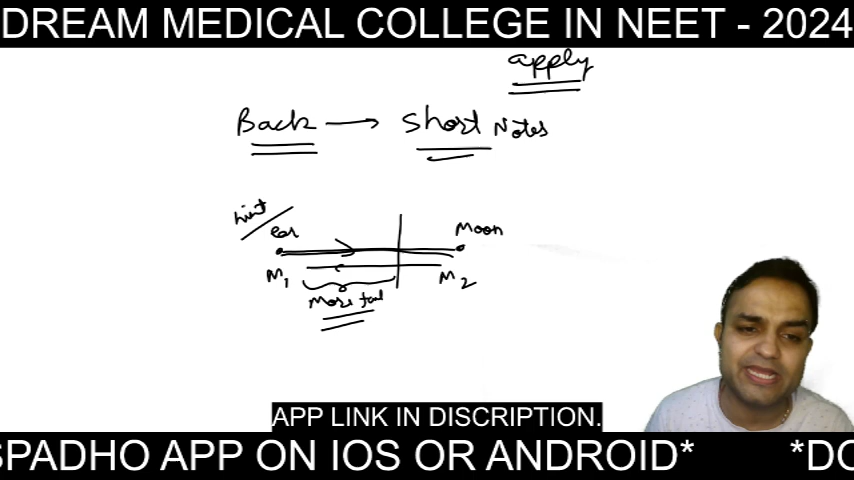 DREAM MEDICAL COLLEGE IN NEET - 2024
apply
Back → Short Notes
hint
Ear
Moon
M1
M2
More
APP LINK IN DISCRIPTION.
SPADHO APP ON IOS OR ANDROID* *DO